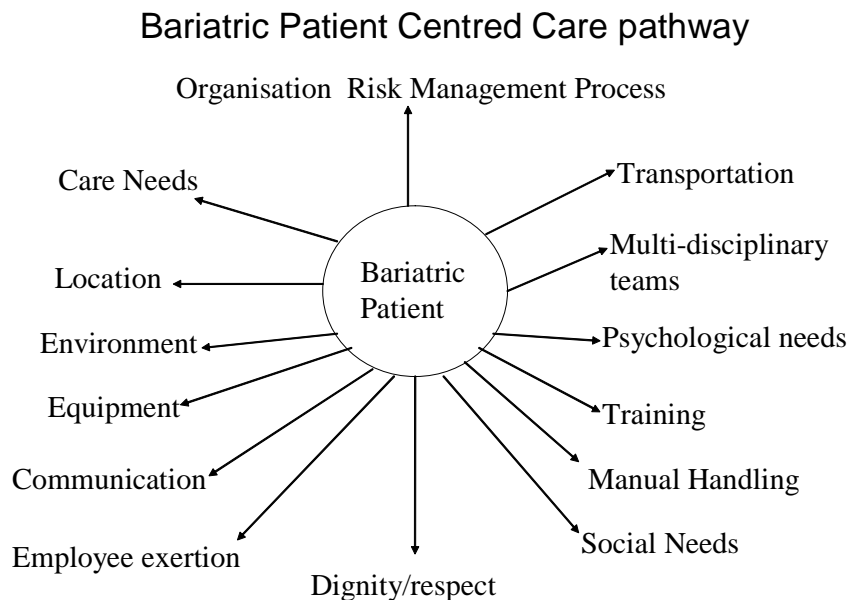 Bariatric Patient Centred Care pathway
Organisation  Risk Management Process
Care Needs
Transportation
Multi-disciplinary
teams
Location
Bariatric
Patient
Environment
Psychological needs
Equipment
Training
Communication
Manual Handling
Employee exertion
Social Needs
Dignity/respect